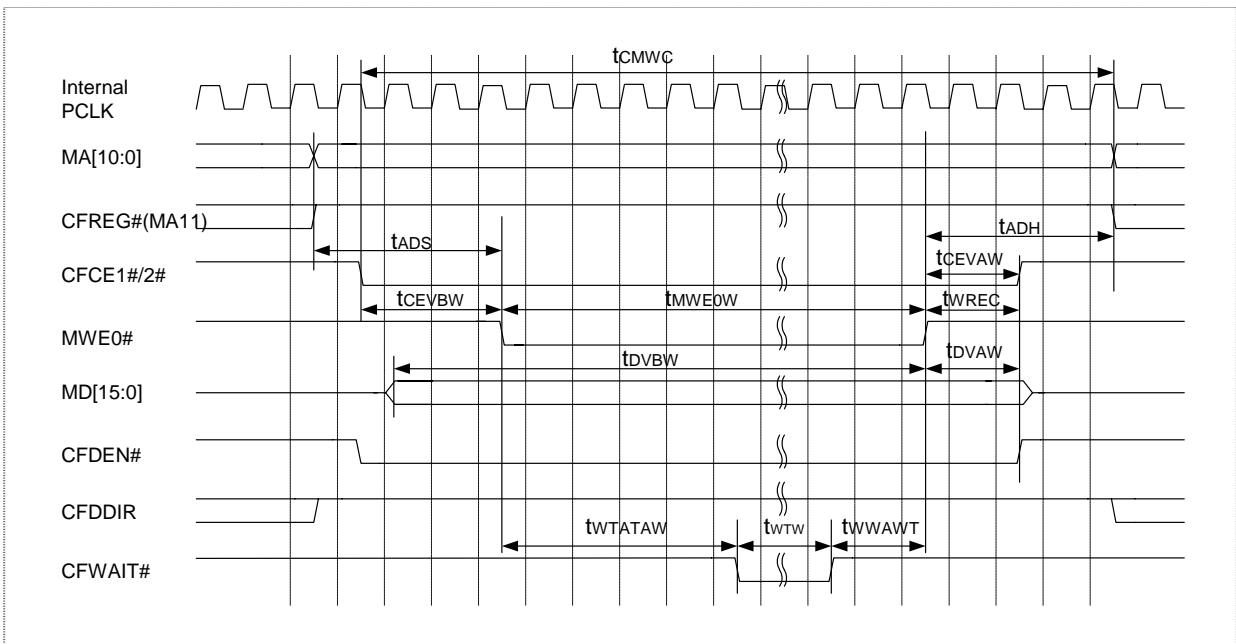 tCMWC
Internal
PCLK
MA[10:0]
CFREG#(MA11)
tADS
tADH
CFCE1#/2#
tCEVAW
tCEVBW
tMWE0W
tWREC
MWE0#
tDVBW
tDVAW
MD[15:0]
CFDEN#
CFDDIR
tWTATAW
tWTW
tWWAWT
CFWAIT#